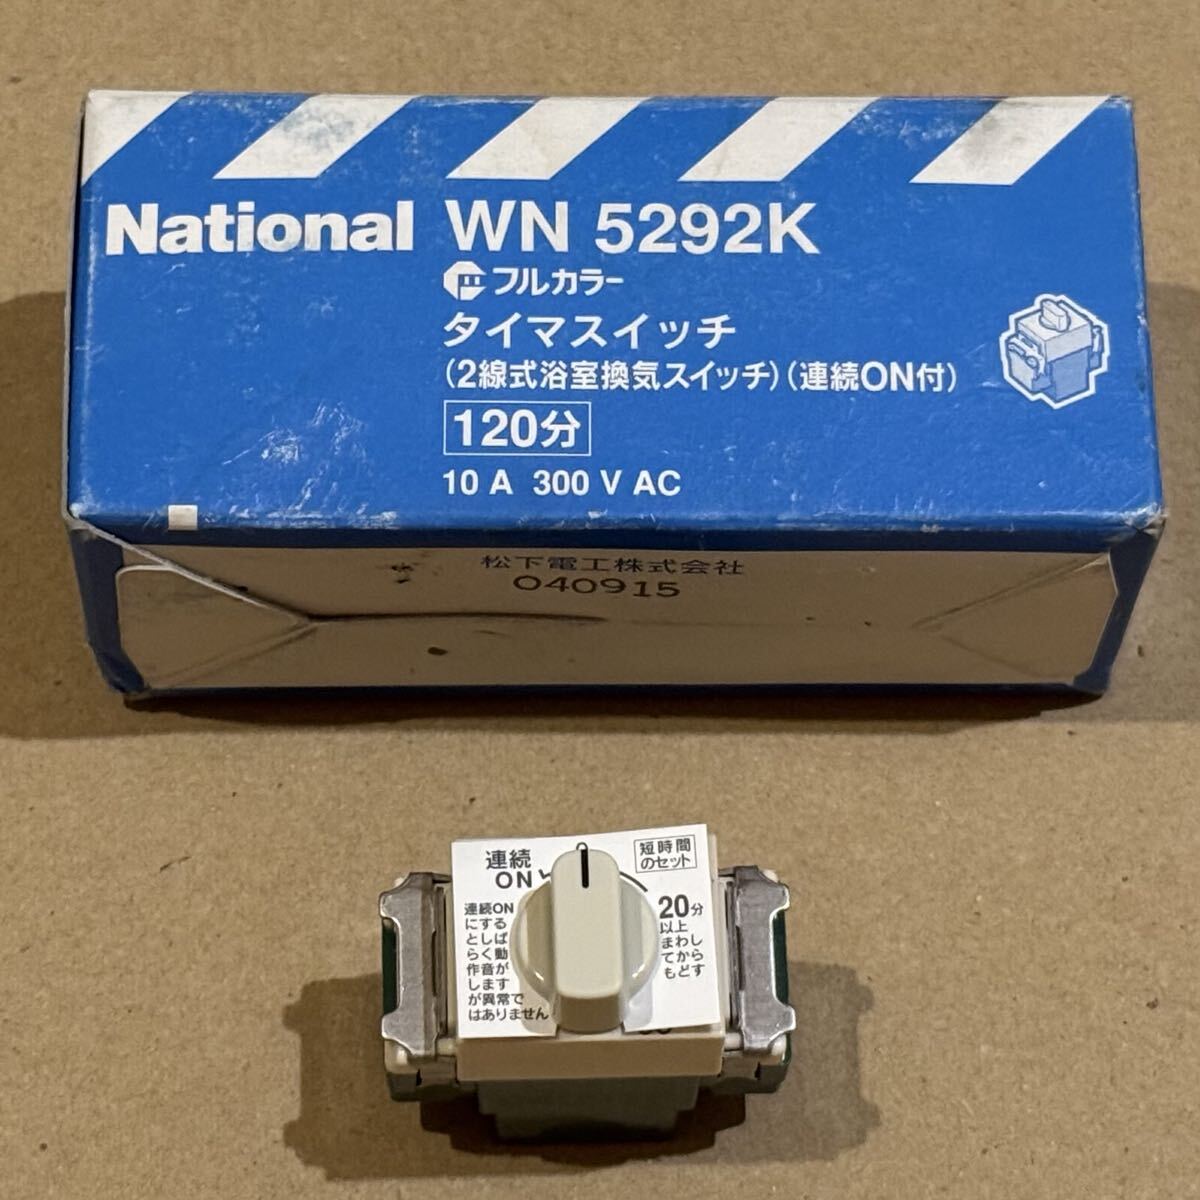 National WN 5292K
フルカラー
タイマスイッチ
(2線式浴室換気スイッチ)(連続ON付)
120分
10 A 300 V AC
松下電工株式会社
040915
連続
ON
0
短時間
のセット
20分
以上
まわし
てから
もどす
連続ON
にする
としば
らく動
作音が
します
が異常で
はありません